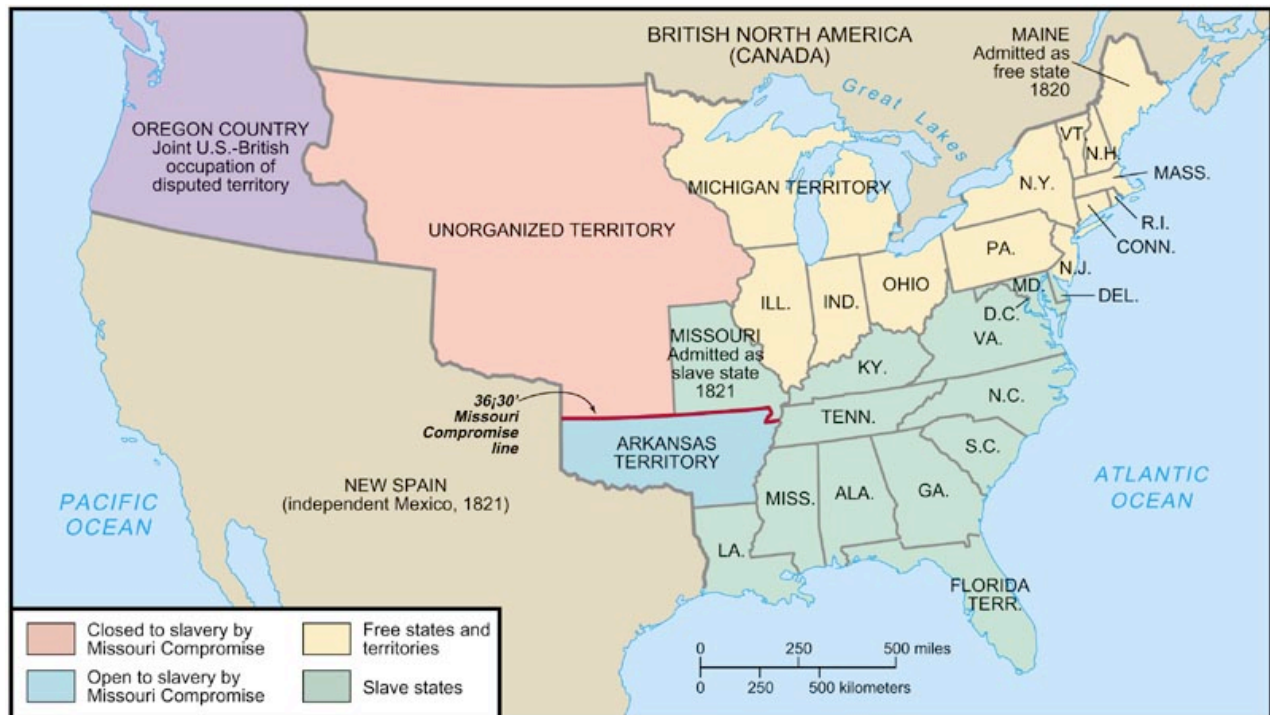 BRITISH NORTH AMERICA
(CANADA)
MAINE
Admitted as
free state
1820
Great Lakes
OREGON COUNTRY
Joint U.S.-British
occupation of
disputed territory
VT.
N.H.
MASS.
N.Y.
MICHIGAN TERRITORY
R.I.
CONN.
UNORGANIZED TERRITORY
PA.
N.J.
OHIO
ILL.
IND.
MD.
DEL.
D.C.
VA.
MISSOURI
Admitted as
slave state
1821
KY.
36¡30'
Missouri
Compromise
line
N.C.
TENN.
ARKANSAS
TERRITORY
S.C.
NEW SPAIN
(independent Mexico, 1821)
MISS.
ALA.
GA.
PACIFIC
OCEAN
ATLANTIC
OCEAN
LA.
FLORIDA
TERR.
Closed to slavery by
Missouri Compromise
Free states and
territories
Open to slavery by
Missouri Compromise
Slave states
0 250 500 miles
0 250 500 kilometers